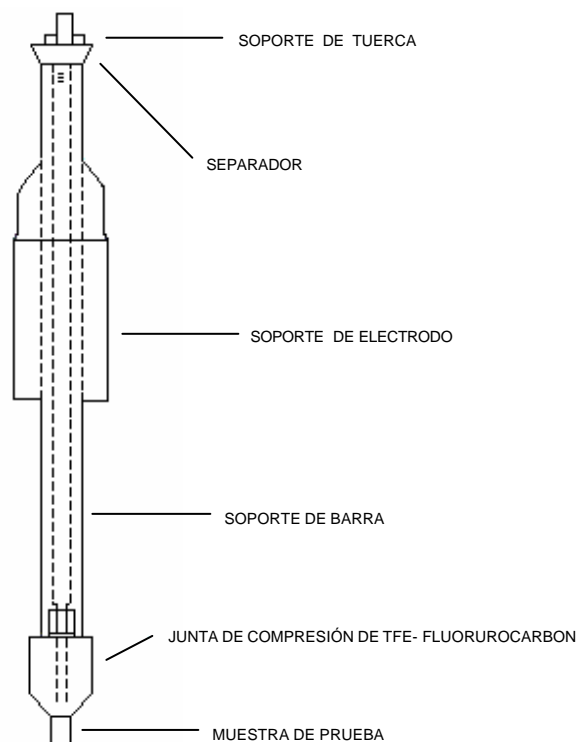 SOPORTE DE TUERCA
SEPARADOR
SOPORTE DE ELECTRODO
SOPORTE DE BARRA
JUNTA DE COMPRESIÓN DE TFE- FLUORUROCARBON
MUESTRA DE PRUEBA